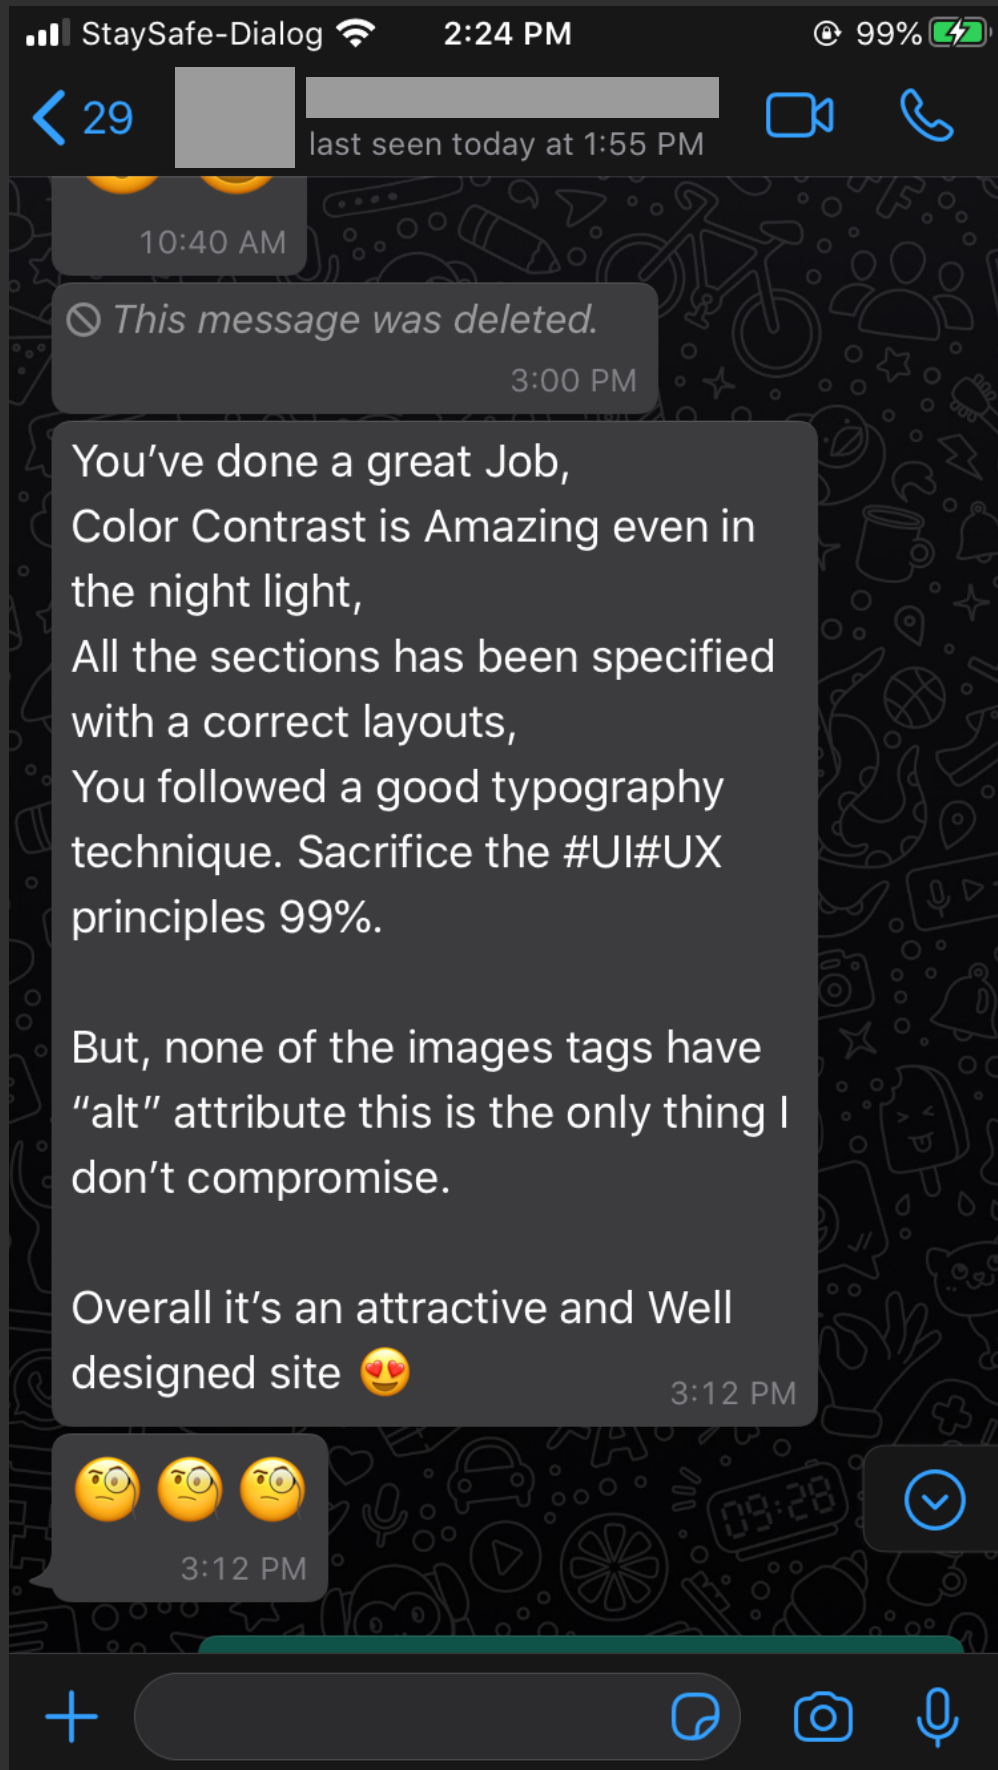 StaySafe-Dialog 2:24 PM 99%
29
last seen today at 1:55 PM
10:40 AM
This message was deleted.
3:00 PM
You’ve done a great Job,
Color Contrast is Amazing even in
the night light,
All the sections has been specified
with a correct layouts,
You followed a good typography
technique. Sacrifice the #UI#UX
principles 99%.
But, none of the images tags have
“alt” attribute this is the only thing I
don’t compromise.
Overall it’s an attractive and Well
designed site 😍
3:12 PM
🧐 🧐 🧐
3:12 PM
09:28